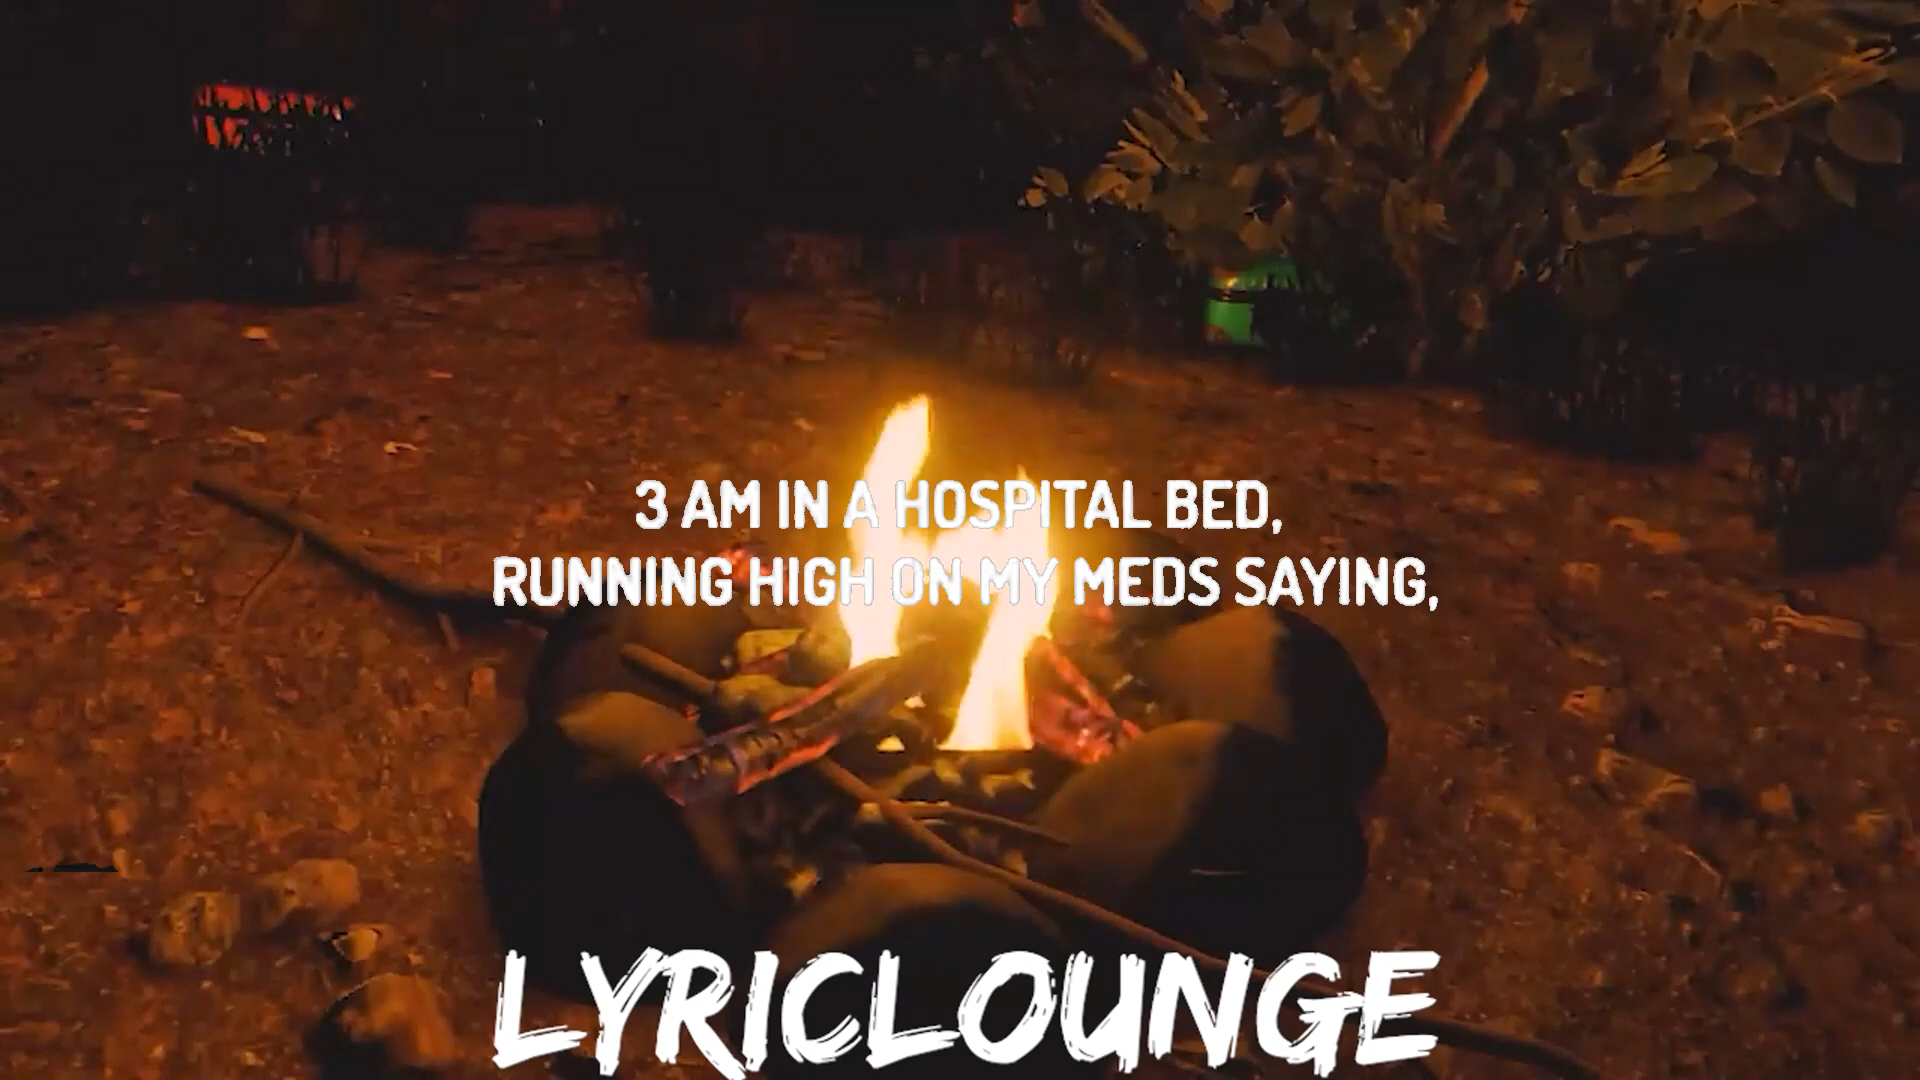 3 AM IN A HOSPITAL BED,
RUNNING HIGH ON MY MEDS SAYING,
LYRICLOUNGE